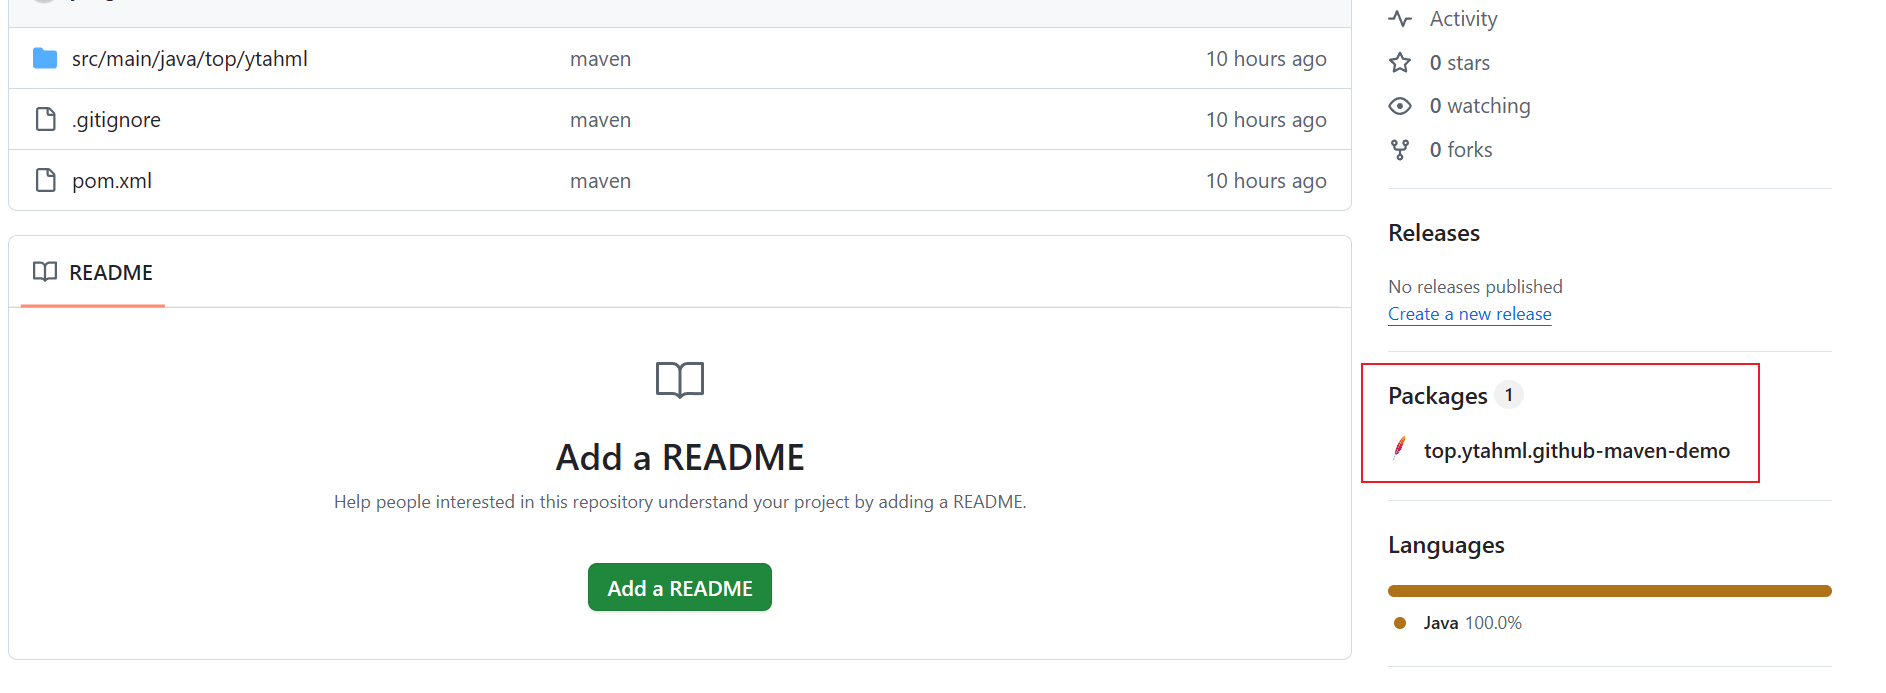 src/main/java/top/ytahml maven 10 hours ago
.gitignore maven 10 hours ago
pom.xml maven 10 hours ago
README
Add a README
Help people interested in this repository understand your project by adding a README.
Add a README
Activity
0 stars
0 watching
0 forks
Releases
No releases published
Create a new release
Packages 1
top.ytahml.github-maven-demo
Languages
Java 100.0%